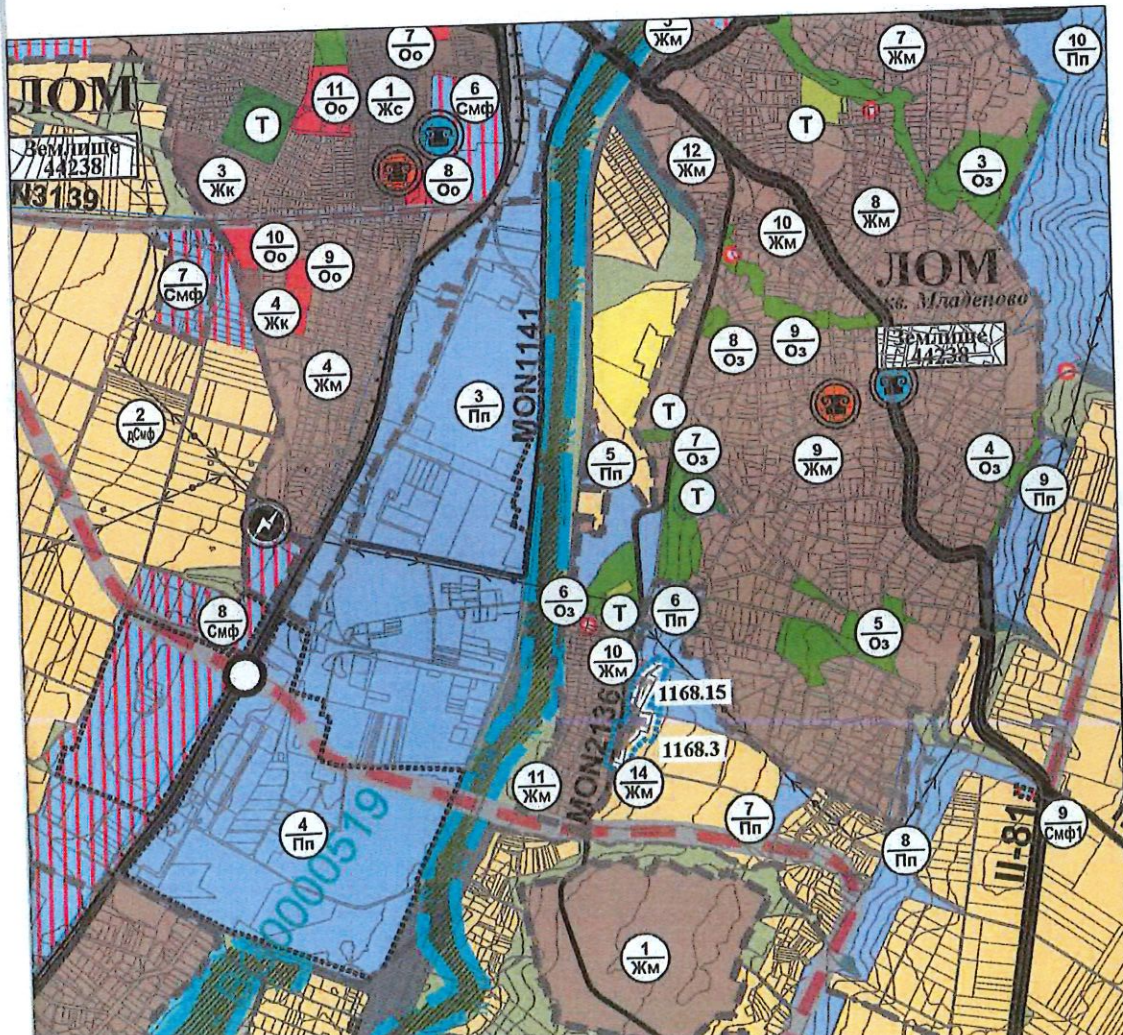 7
Оо
5
Жм
7
Жм
10
Пп
ЛОМ
11
Оо
1
Жс
6
Смф
Т
Т
Землище
44238
3
Жк
8
Оо
12
Жм
3
Оз
N3139
8
Жм
10
Оо
9
Оо
10
Жм
ЛОМ
кв. Младеново
7
Смф
4
Жк
8
Оз
9
Оз
Землище
44238
4
Жм
MON1141
3
Пп
2
дСмф
Т
5
Пп
7
Оз
9
Жм
4
Оз
9
Пп
Т
8
Смф
6
Оз
Т
6
Пп
5
Оз
10
Жм
1168.15
MON2136
1168.3
11
Жм
14
Жм
4
Пп
7
Пп
8
Пп
III-81
9
Смф1
0000519
1
Жм